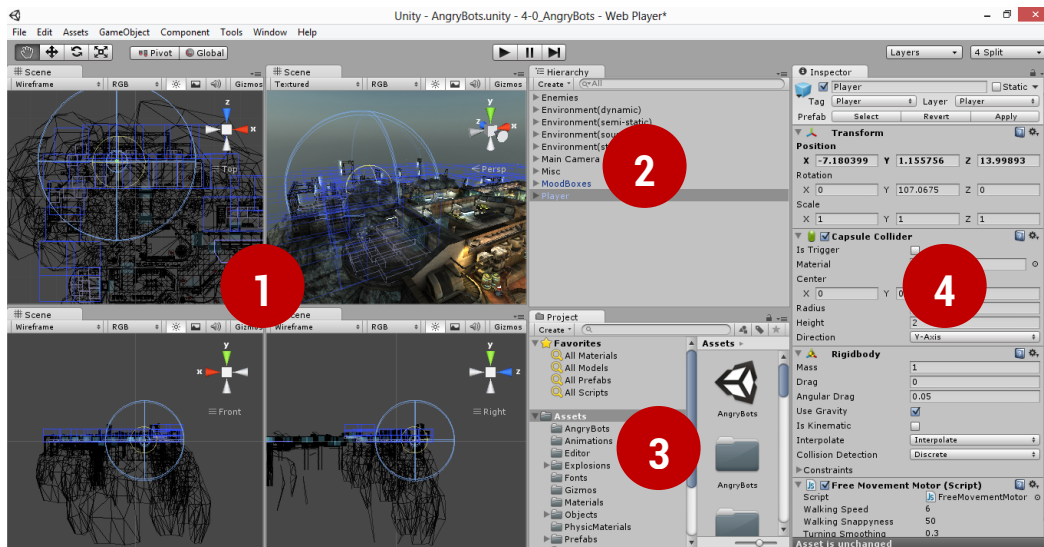 Unity - AngryBots.unity - 4-0_AngryBots - Web Player*
File Edit Assets GameObject Component Tools Window Help
Pivot Global Layers 4 Split
# Scene
Wireframe RGB Gizmos
z
x
Top
# Scene
Textured RGB Gizmos
y
z
x
< Persp
1
# Scene
Wireframe RGB Gizmos
y
x
Front
Scene
Wireframe RGB Gizmos
y
z
Right
Hierarchy
Create All
Enemies
Environment(dynamic)
Environment(semi-static)
Main Camera
Misc
MoodBoxes
Player
2
Project
Create
Favorites
All Materials
All Models
All Prefabs
All Scripts
Assets
AngryBots
Animations
Editor
Explosions
Fonts
Gizmos
Materials
Objects
PhysicMaterials
Prefabs
Assets
AngryBots
AngryBots
3
Inspector
Player Static
Tag Player Layer Player
Prefab Select Revert Apply
Transform
Position
X -7.180399 Y 1.155756 Z 13.99893
Rotation
X 0 Y 107.0675 Z 0
Scale
X 1 Y 1 Z 1
Capsule Collider
Is Trigger
Material
Center
X 0 Y
Radius
Height 2
Direction Y-Axis
4
Rigidbody
Mass 1
Drag 0
Angular Drag 0.05
Use Gravity
Is Kinematic
Interpolate Interpolate
Collision Detection Discrete
Constraints
Free Movement Motor (Script)
Script FreeMovementMotor
Walking Speed 6
Walking Snappyness 50
Turning Smoothing 0.3
Asset is unchanged